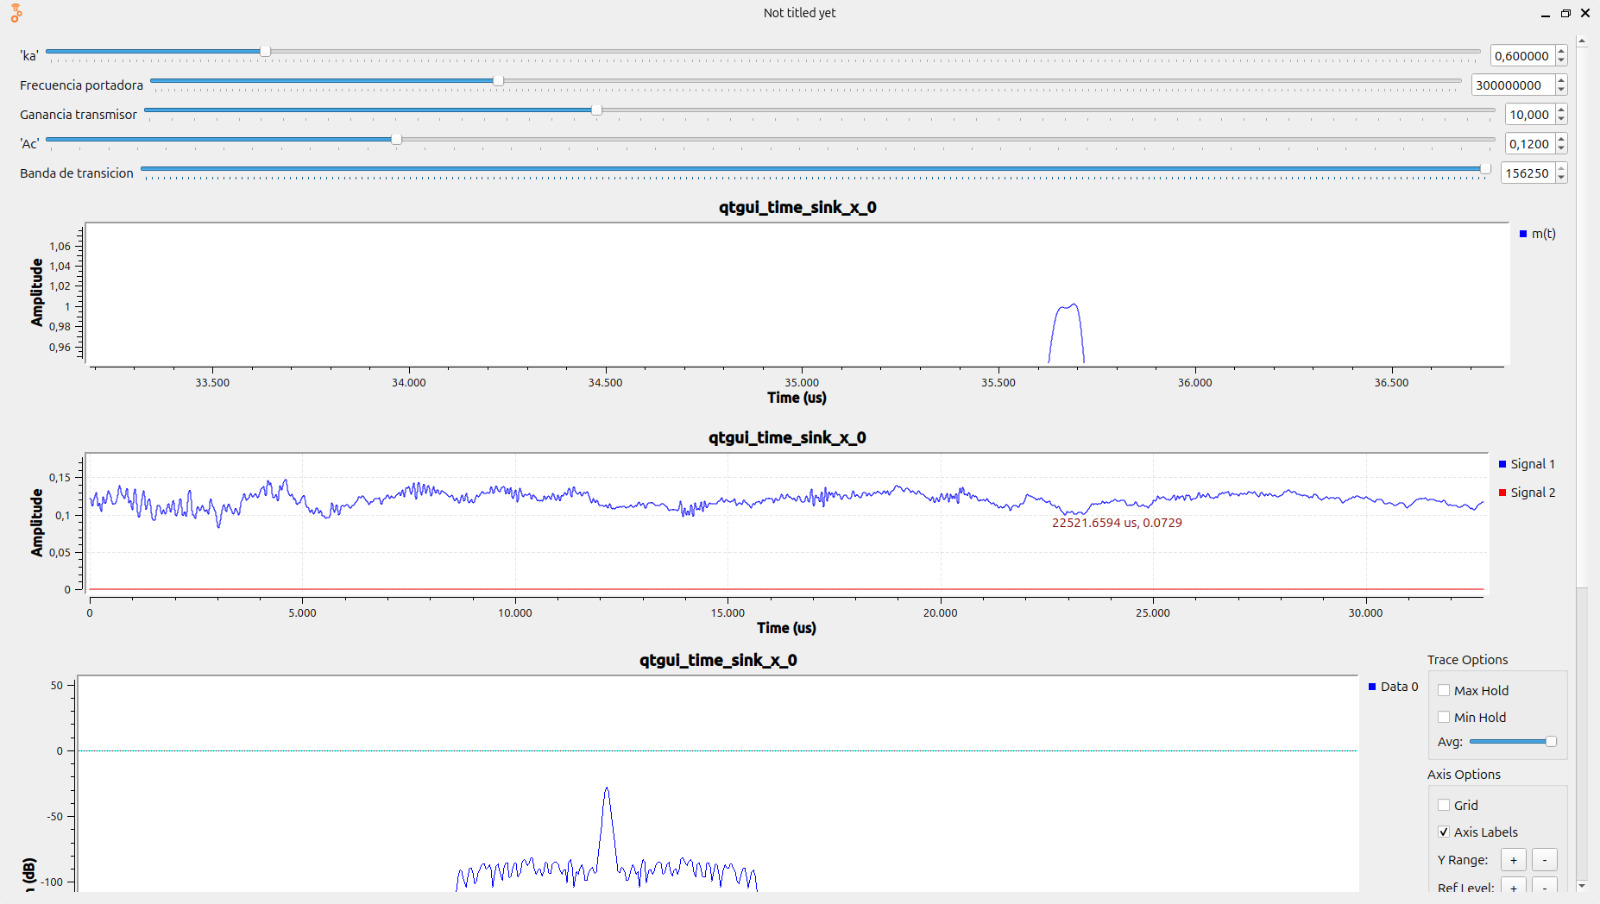 Not titled yet
'ka' 0,600000
Frecuencia portadora 300000000
Ganancia transmisor 10,000
'Ac' 0,1200
Banda de transicion 156250
qtgui_time_sink_x_0
m(t)
Amplitude
1,06
1,04
1,02
1
0,98
0,96
33.500 34.000 34.500 35.000 35.500 36.000 36.500
Time (us)
qtgui_time_sink_x_0
Signal 1
Signal 2
Amplitude
0,15
0,1
0,05
0
22521.6594 us, 0.0729
0 5.000 10.000 15.000 20.000 25.000 30.000
Time (us)
qtgui_time_sink_x_0
Data 0
50
0
-50
-100
(dB)
Trace Options
Max Hold
Min Hold
Avg:
Axis Options
Grid
Axis Labels
Y Range: + -
Ref Level: + -